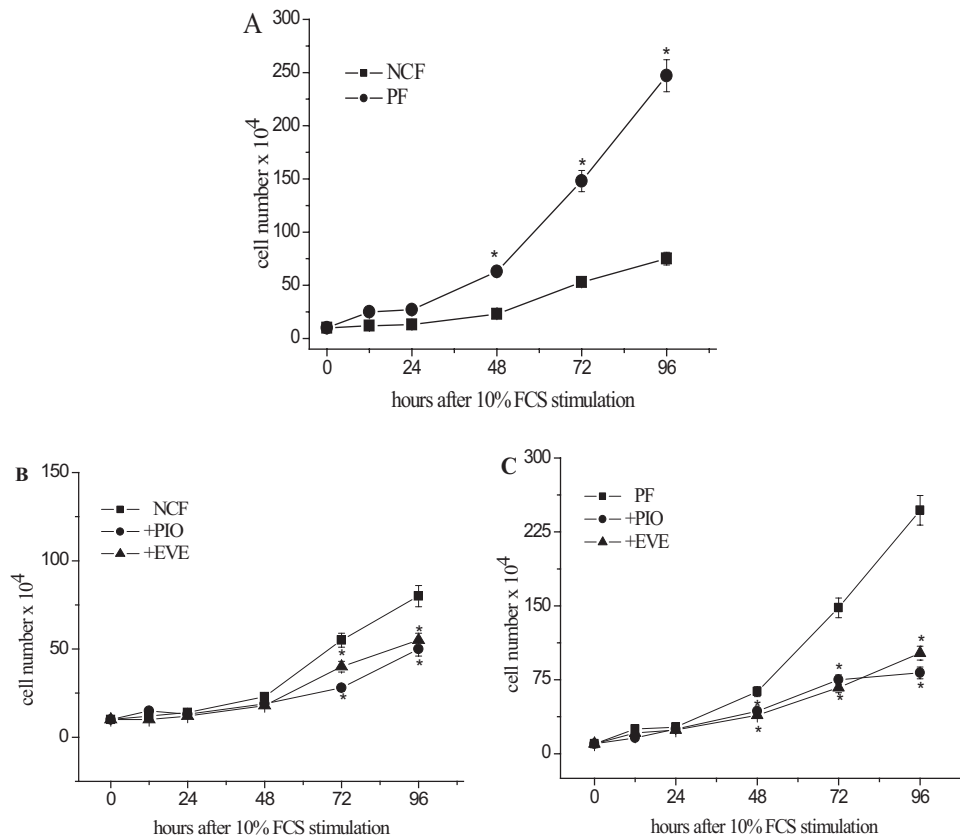 A
NCF
PF
cell number x 10^4
300
250
200
150
100
50
0
*
*
*
0 24 48 72 96
hours after 10% FCS stimulation
B
NCF
+PIO
+EVE
cell number x 10^4
150
100
50
0
*
*
*
*
0 24 48 72 96
hours after 10% FCS stimulation
C
PF
+PIO
+EVE
cell number x 10^4
300
225
150
75
0
*
*
*
*
*
*
0 24 48 72 96
hours after 10% FCS stimulation